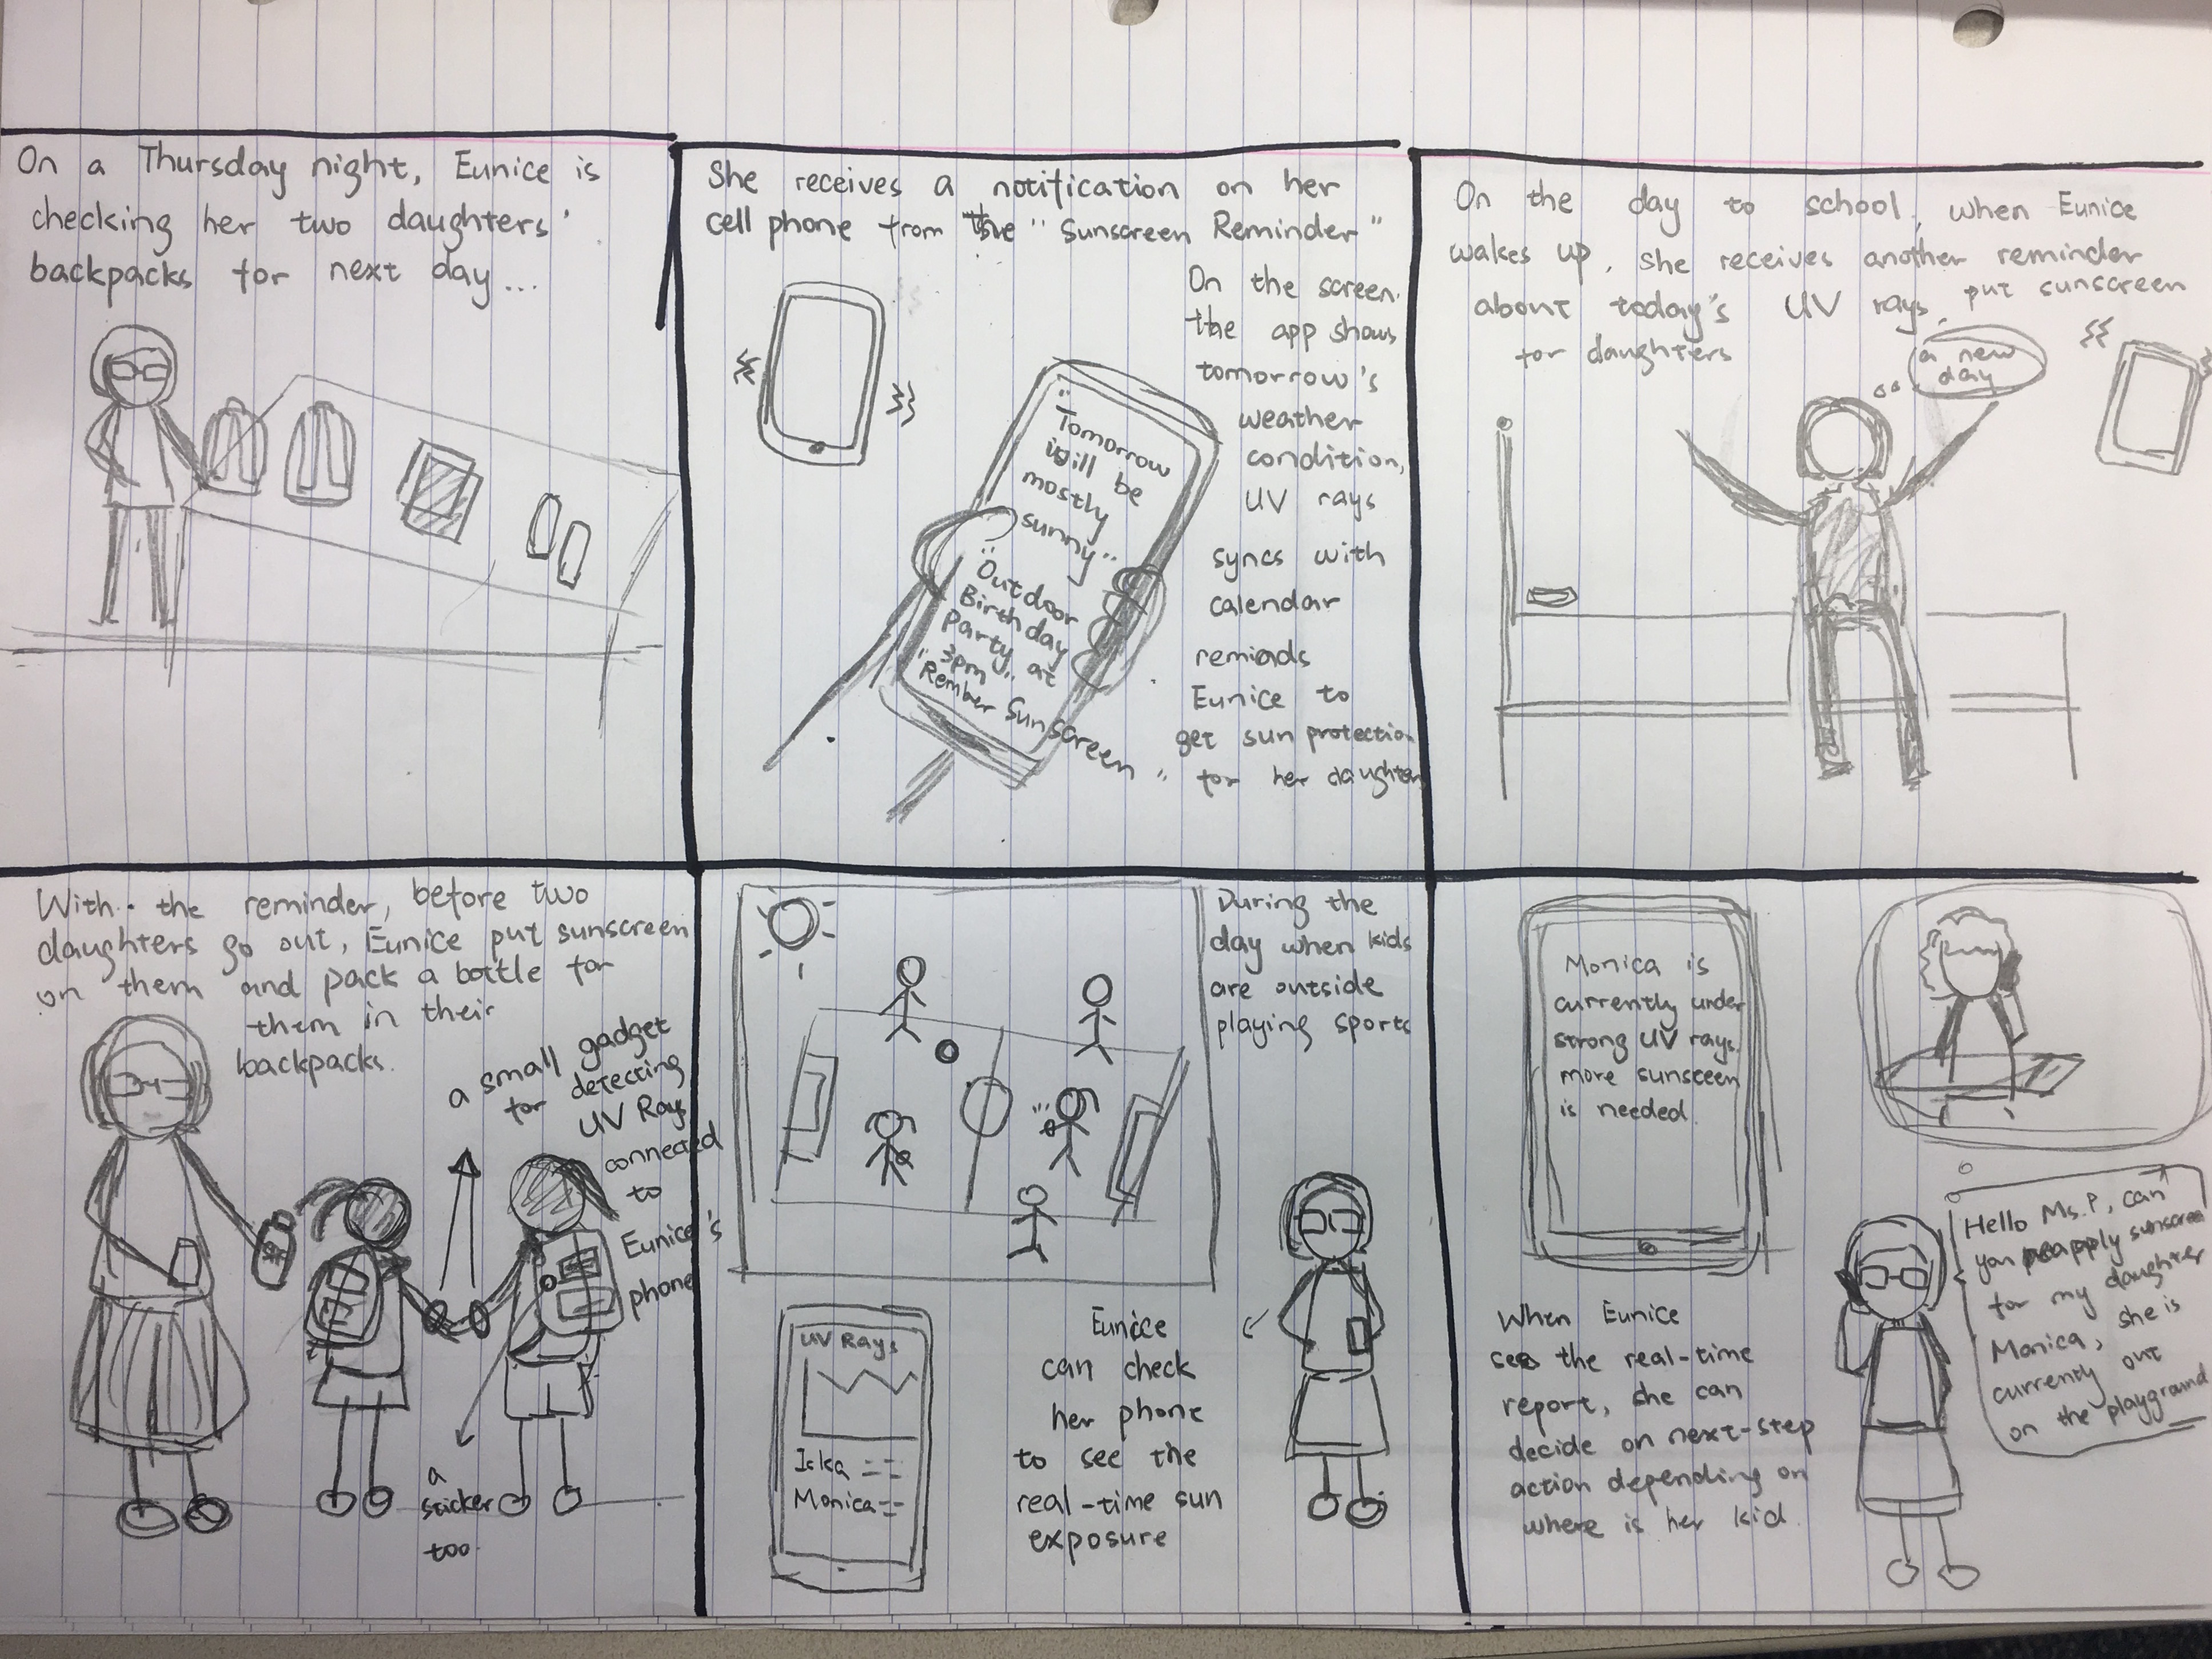 On a Thursday night, Eunice is
checking her two daughters'
backpacks for next day...
She receives a notification on her
cell phone from the "Sunscreen Reminder"
On the screen.
the app shows
tomorrow's
weather
condition,
UV rays
syncs with
calendar
reminds
Eunice to
get sun protection
for her daughters
"Tomorrow
will be
mostly
sunny"
"Outdoor
Birthday
Party at
3pm"
"Rember Sunscreen"
On the day to school, when Eunice
wakes up, she receives another reminder
about today's UV rays, put sunscreen
for daughters
a new
day
With the reminder, before two
daughters go out, Eunice put sunscreen
on them and pack a bottle for
them in their
backpacks.
a small gadget
for detecting
UV Rays
connected
to
Eunice's
phone
a
sticker
too.
During the
day when kids
are outside
playing sports
UV Rays
Iska
Monica
Eunice
can check
her phone
to see the
real-time sun
exposure
Monica is
currently under
strong UV rays.
more sunsceen
is needed.
When Eunice
see the real-time
report, she can
decide on next-step
action depending on
where is her kid.
Hello Ms. P, can
you apply sunscreen
for my daughter
Monica, she is
currently out
on the playground